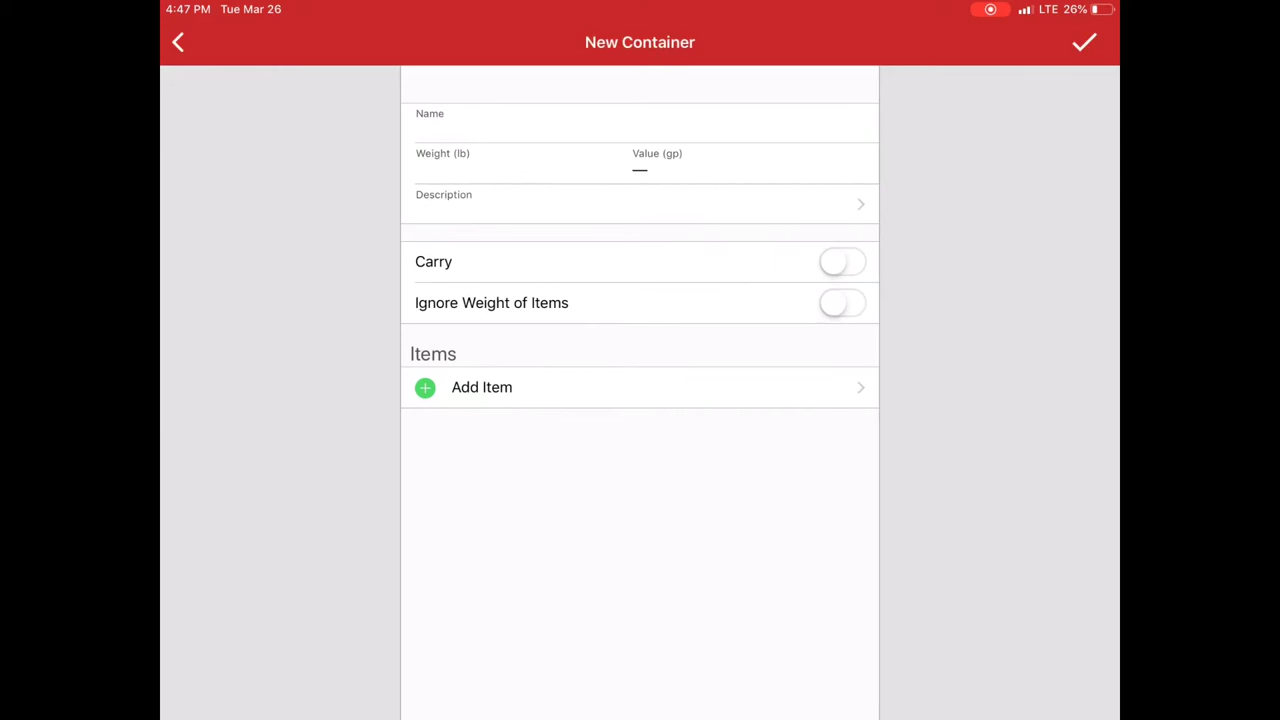 4:47 PM Tue Mar 26 LTE 26%
New Container
Name
Weight (lb) Value (gp)
—
Description
Carry
Ignore Weight of Items
Items
Add Item